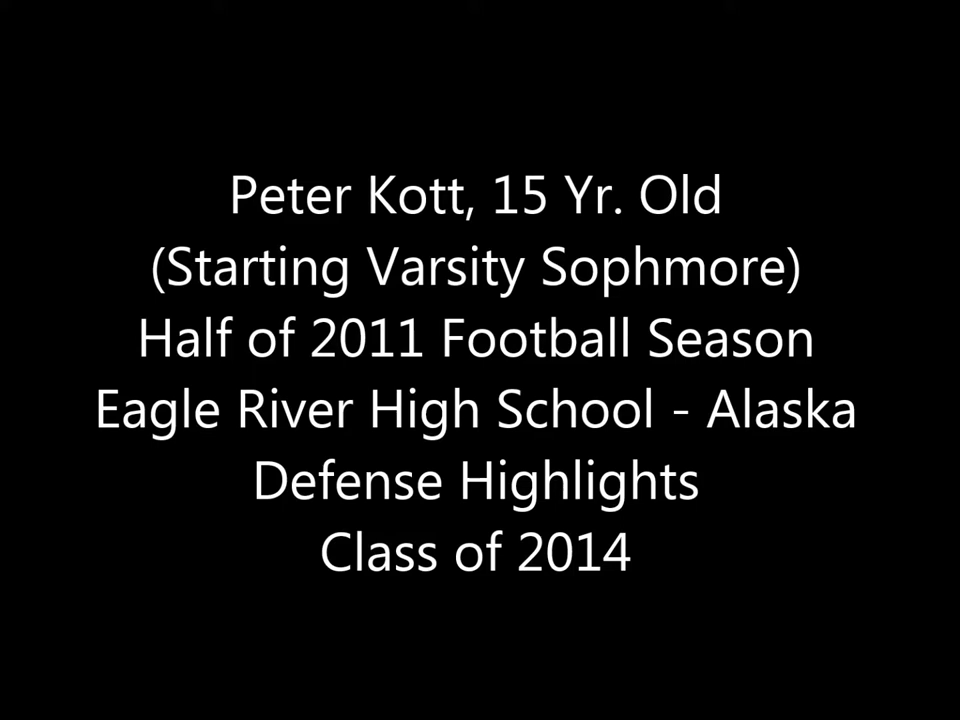 Peter Kott, 15 Yr. Old
(Starting Varsity Sophmore)
Half of 2011 Football Season
Eagle River High School - Alaska
Defense Highlights
Class of 2014